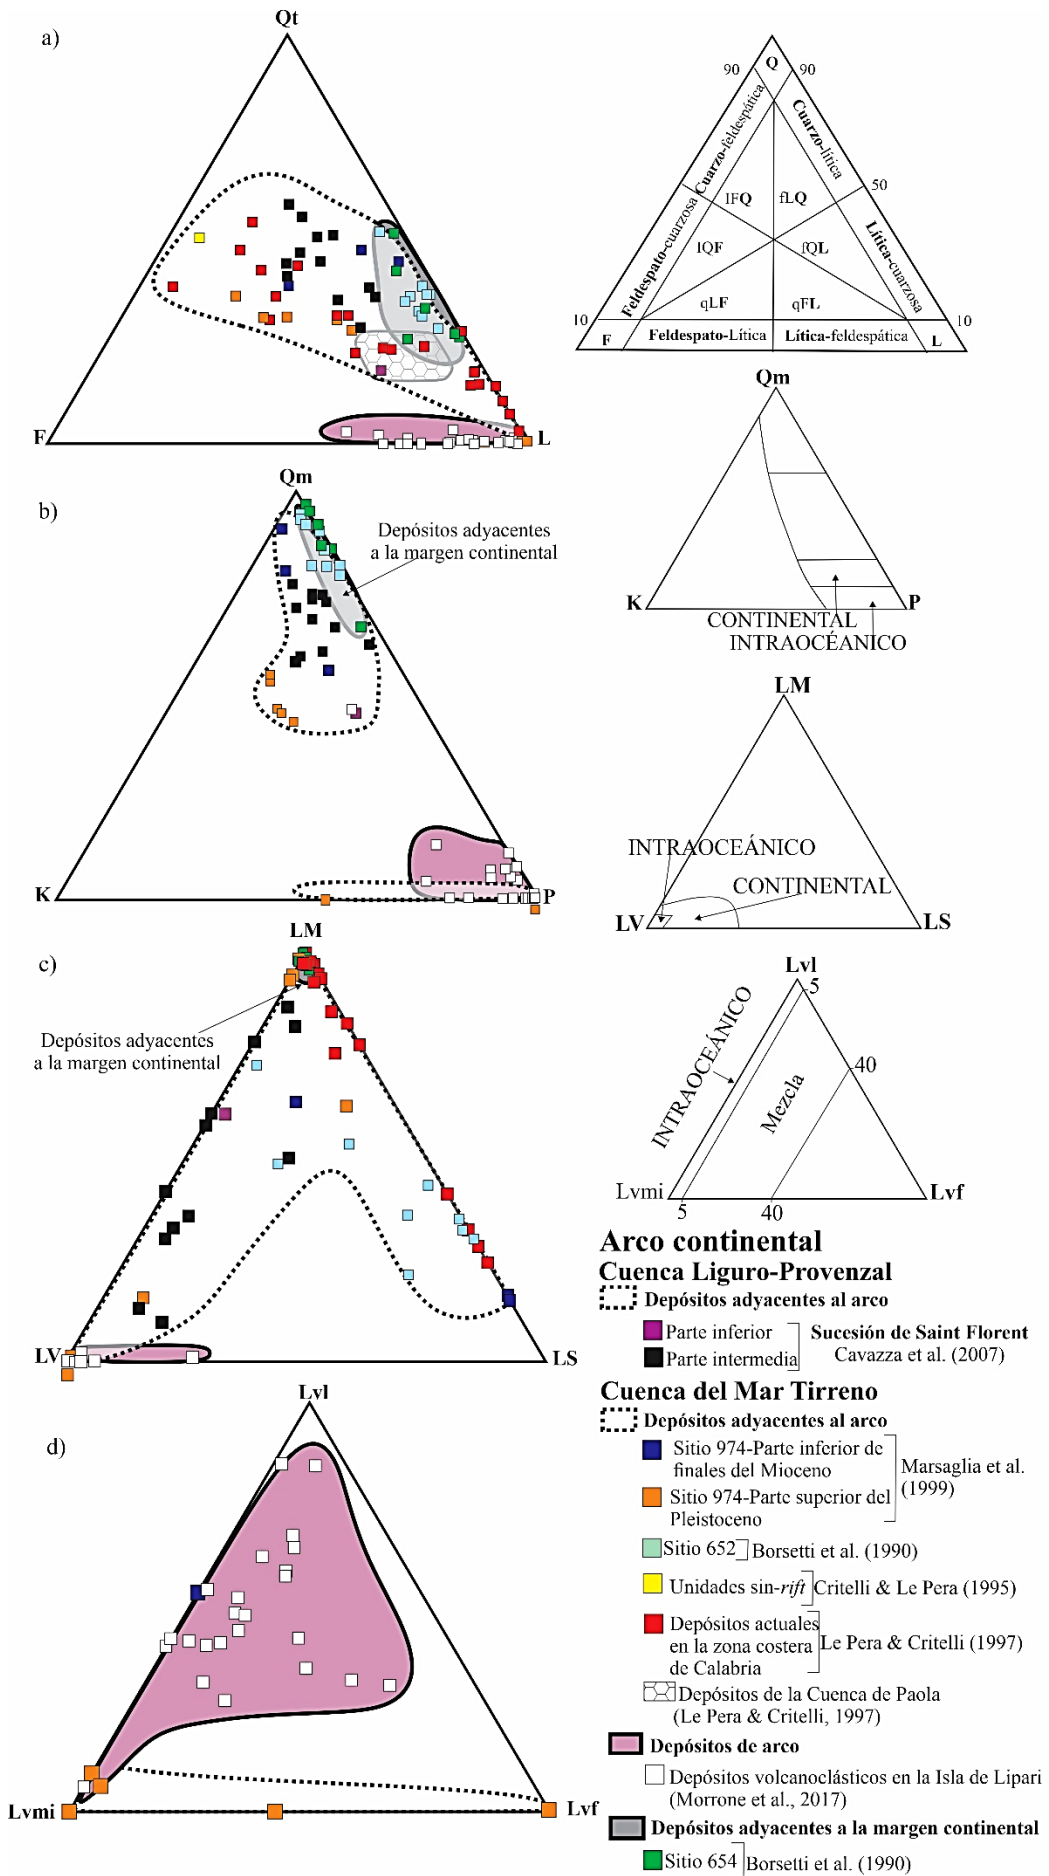 a)
Qt
F
L
Q
90
90
Cuarzo-feldespática
Cuarzo-lítica
50
lFQ
fLQ
lQF
fQL
qLF
qFL
Feldespato-cuarzosa
Lítica-cuarzosa
10
10
F
Feldespato-Lítica
Lítica-feldespática
L
b)
Qm
Depósitos adyacentes
a la margen continental
K
P
Qm
K
P
CONTINENTAL
INTRAOCÉANICO
c)
LM
Depósitos adyacentes
a la margen continental
LV
LS
LM
INTRAOCEÁNICO
CONTINENTAL
LV
LS
Lvl
5
INTRAOCEÁNICO
Mezcla
40
Lvmi
Lvf
5
40
d)
Lvl
Lvmi
Lvf
Arco continental
Cuenca Liguro-Provenzal
Depósitos adyacentes al arco
Parte inferior
Parte intermedia
Sucesión de Saint Florent
Cavazza et al. (2007)
Cuenca del Mar Tirreno
Depósitos adyacentes al arco
Sitio 974-Parte inferior de
finales del Mioceno
Sitio 974-Parte superior del
Pleistoceno
Marsaglia et al.
(1999)
Sitio 652 Borsetti et al. (1990)
Unidades sin-rift Critelli & Le Pera (1995)
Depósitos actuales
en la zona costera
de Calabria
Le Pera & Critelli (1997)
Depósitos de la Cuenca de Paola
(Le Pera & Critelli, 1997)
Depósitos de arco
Depósitos volcanoclásticos en la Isla de Lipari
(Morrone et al., 2017)
Depósitos adyacentes a la margen continental
Sitio 654 Borsetti et al. (1990)